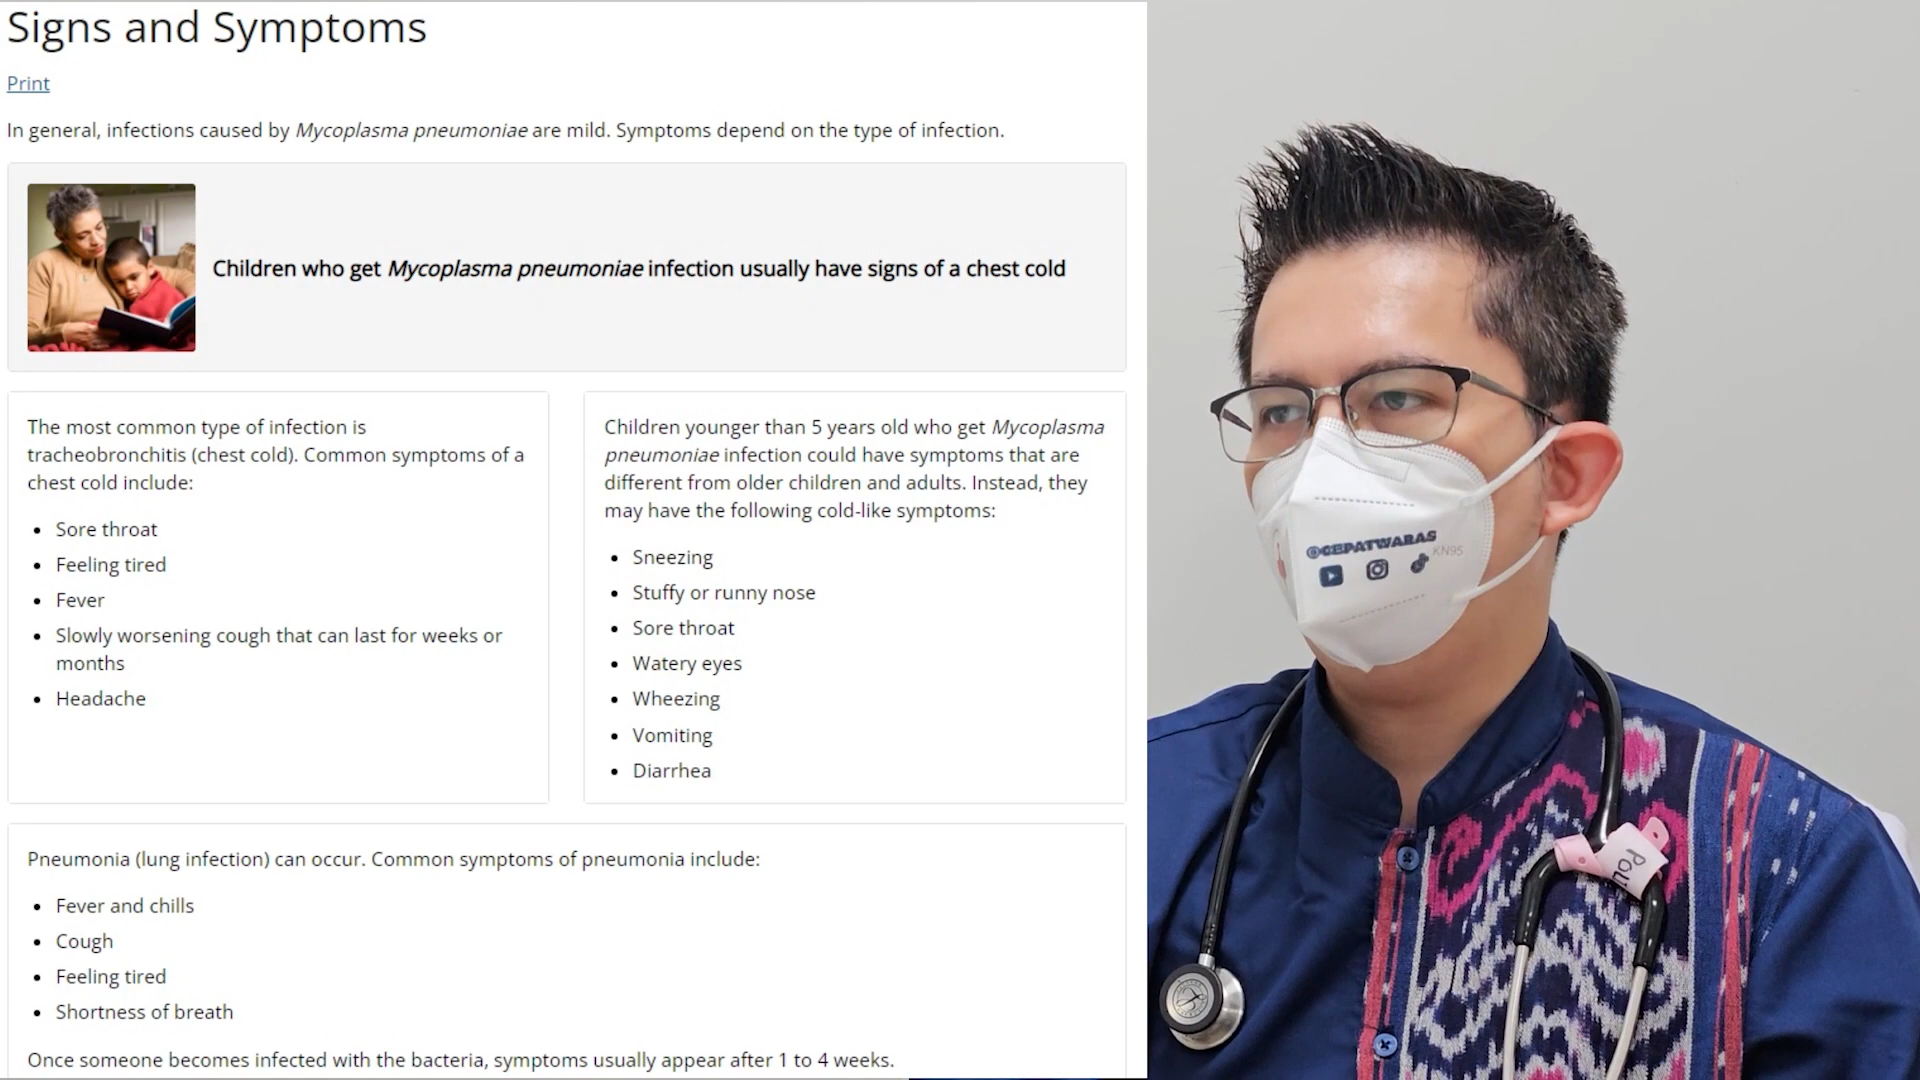 Signs and Symptoms
Print
In general, infections caused by Mycoplasma pneumoniae are mild. Symptoms depend on the type of infection.
Children who get Mycoplasma pneumoniae infection usually have signs of a chest cold
The most common type of infection is
tracheobronchitis (chest cold). Common symptoms of a
chest cold include:
Sore throat
Feeling tired
Fever
Slowly worsening cough that can last for weeks or
months
Headache
Children younger than 5 years old who get Mycoplasma
pneumoniae infection could have symptoms that are
different from older children and adults. Instead, they
may have the following cold-like symptoms:
Sneezing
Stuffy or runny nose
Sore throat
Watery eyes
Wheezing
Vomiting
Diarrhea
Pneumonia (lung infection) can occur. Common symptoms of pneumonia include:
Fever and chills
Cough
Feeling tired
Shortness of breath
Once someone becomes infected with the bacteria, symptoms usually appear after 1 to 4 weeks.
@CEPATWARAS
KN95